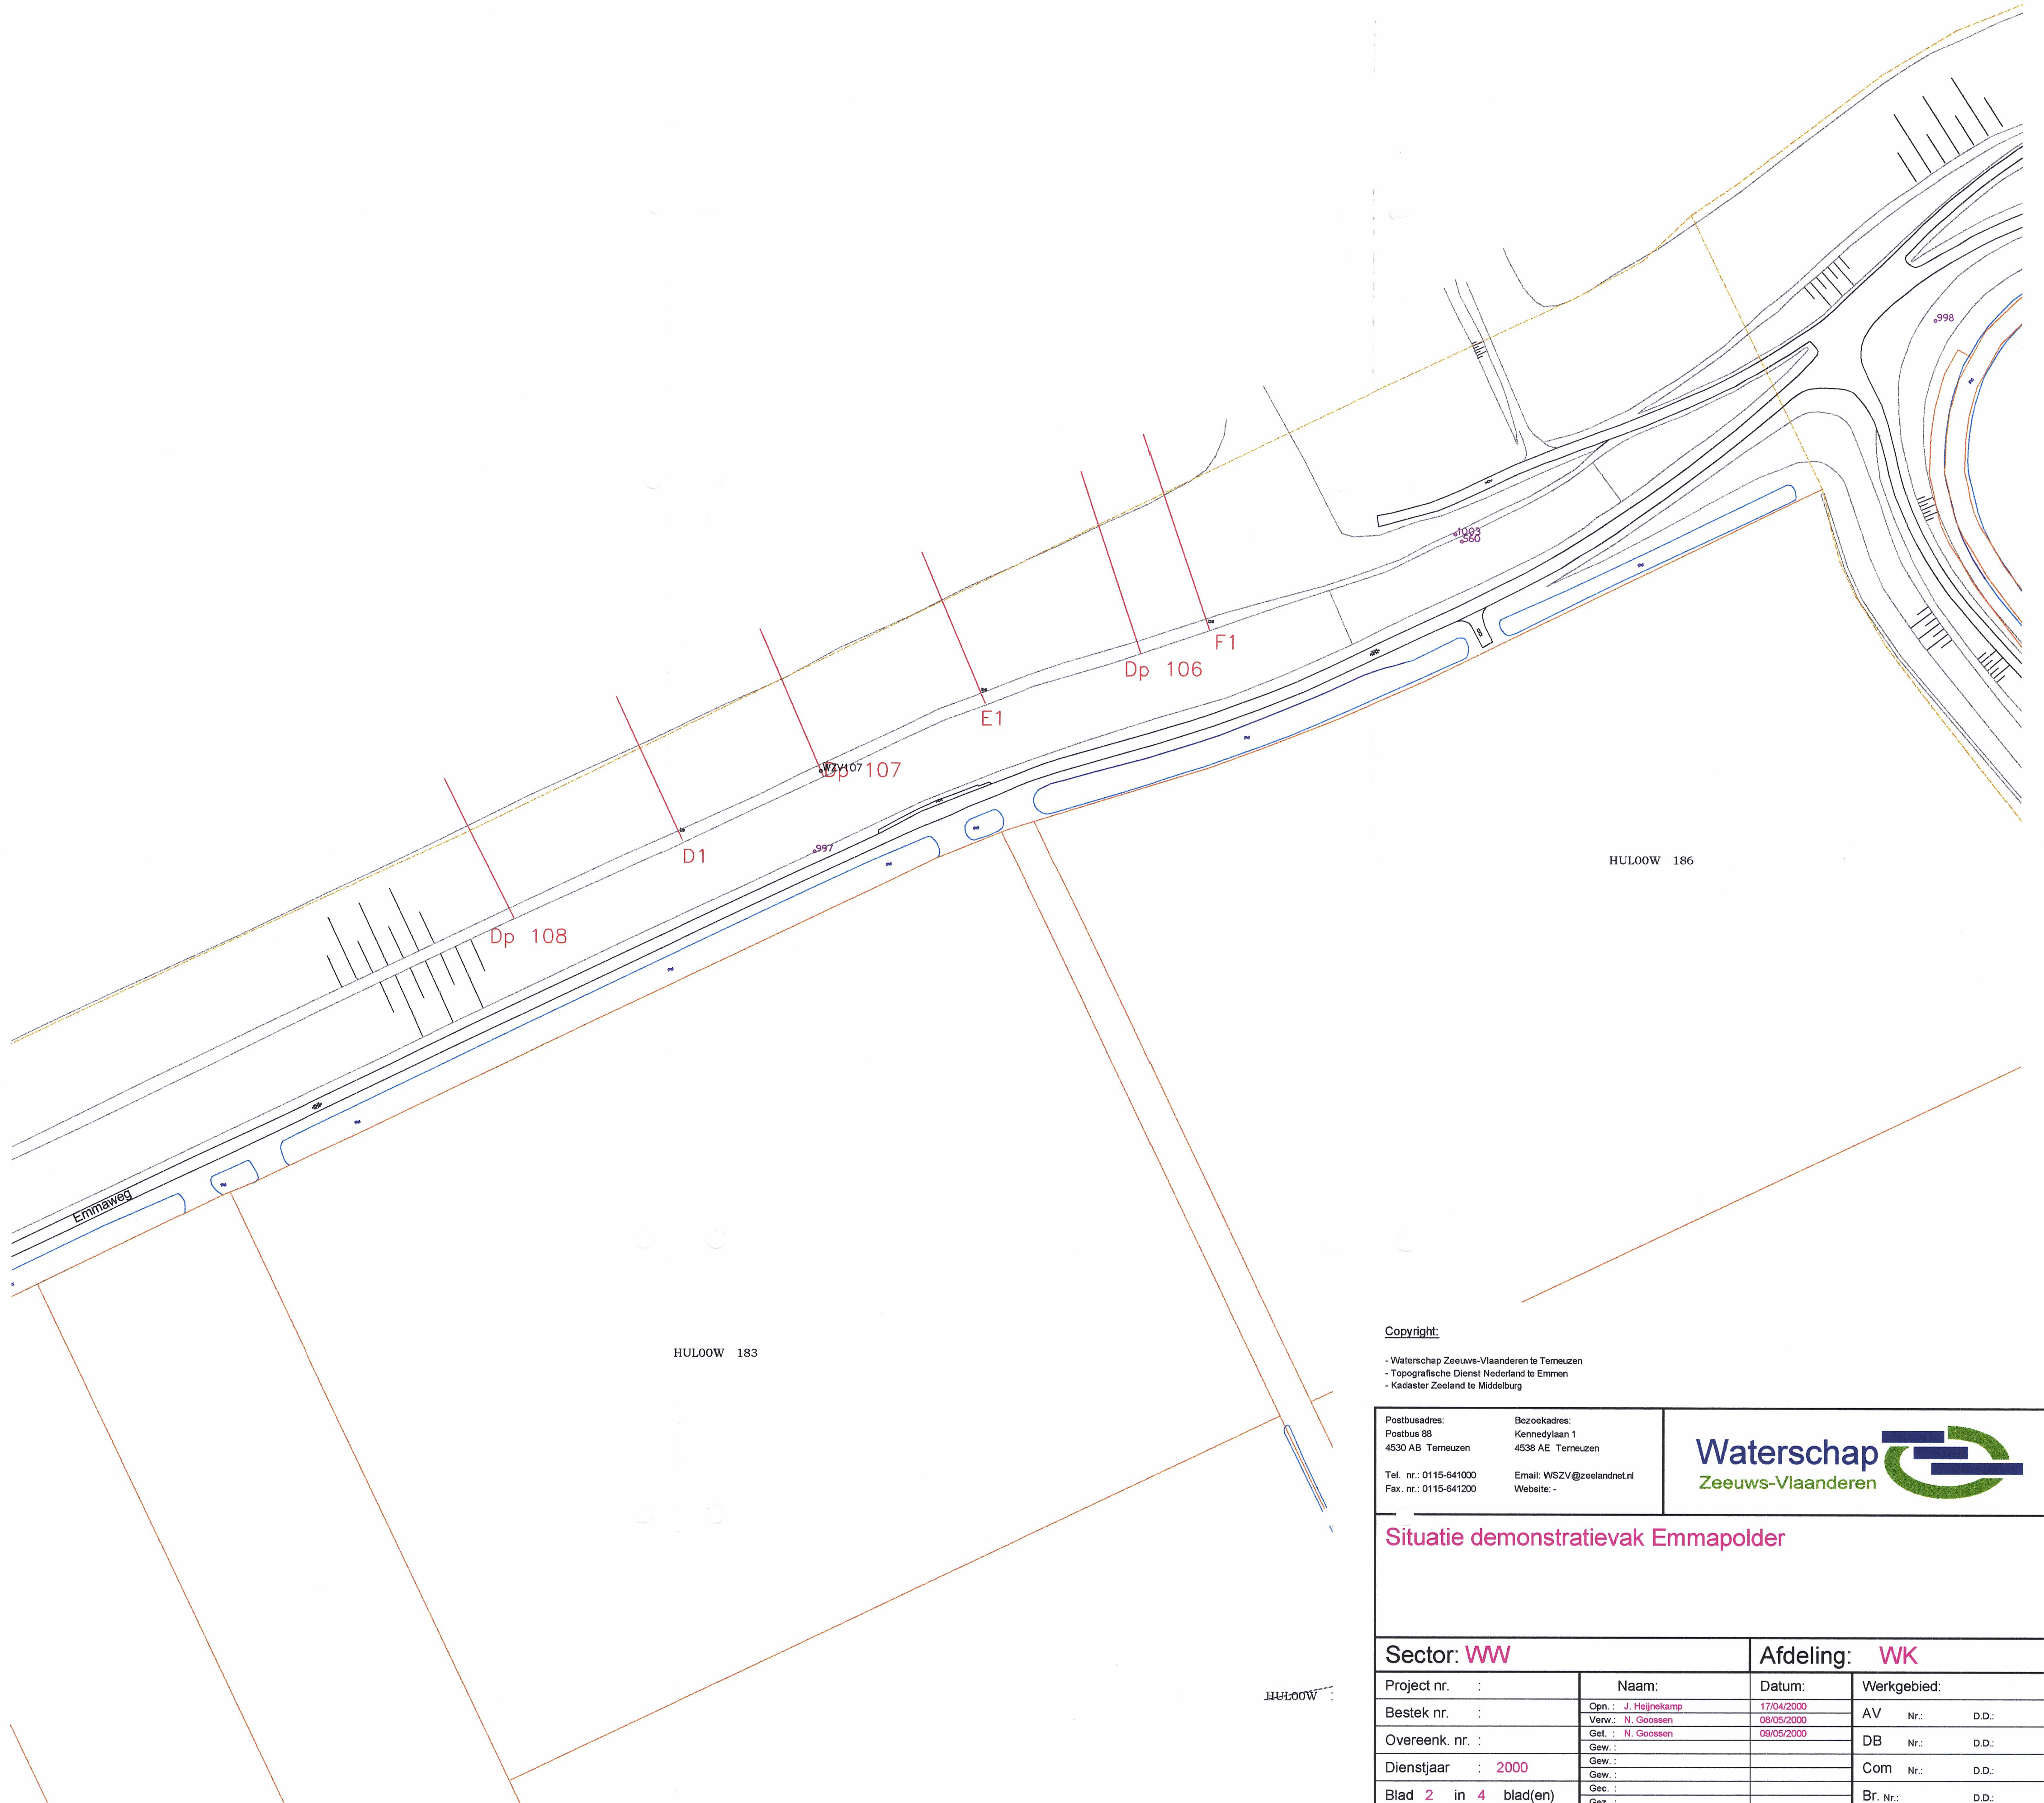 998
1003
S60
F1
Dp 106
E1
WZV107
Dp 107
D1
997
HUL00W 186
Dp 108
Emmaweg
HUL00W 183
Copyright:
- Waterschap Zeeuws-Vlaanderen te Terneuzen
- Topografische Dienst Nederland te Emmen
- Kadaster Zeeland te Middelburg
Postbusadres: Bezoekadres:
Postbus 88 Kennedylaan 1
4530 AB Terneuzen 4538 AE Terneuzen
Tel. nr.: 0115-641000 Email: WSZV@zeelandnet.nl
Fax. nr.: 0115-641200 Website: -
Waterschap
Zeeuws-Vlaanderen
Situatie demonstratievak Emmapolder
HUL00W :
Sector: WW Afdeling: WK
Project nr. : Naam: Datum: Werkgebied:
Bestek nr. : Opn. : J. Heijnekamp 17/04/2000 AV Nr.: D.D.:
Verw.: N. Goossen 08/05/2000
Overeenk. nr. : Get. : N. Goossen 09/05/2000 DB Nr.: D.D.:
Gew. :
Dienstjaar : 2000 Gew. : Com Nr.: D.D.:
Gew. :
Blad 2 in 4 blad(en) Gec. : Br. Nr.: D.D.:
Gez. :